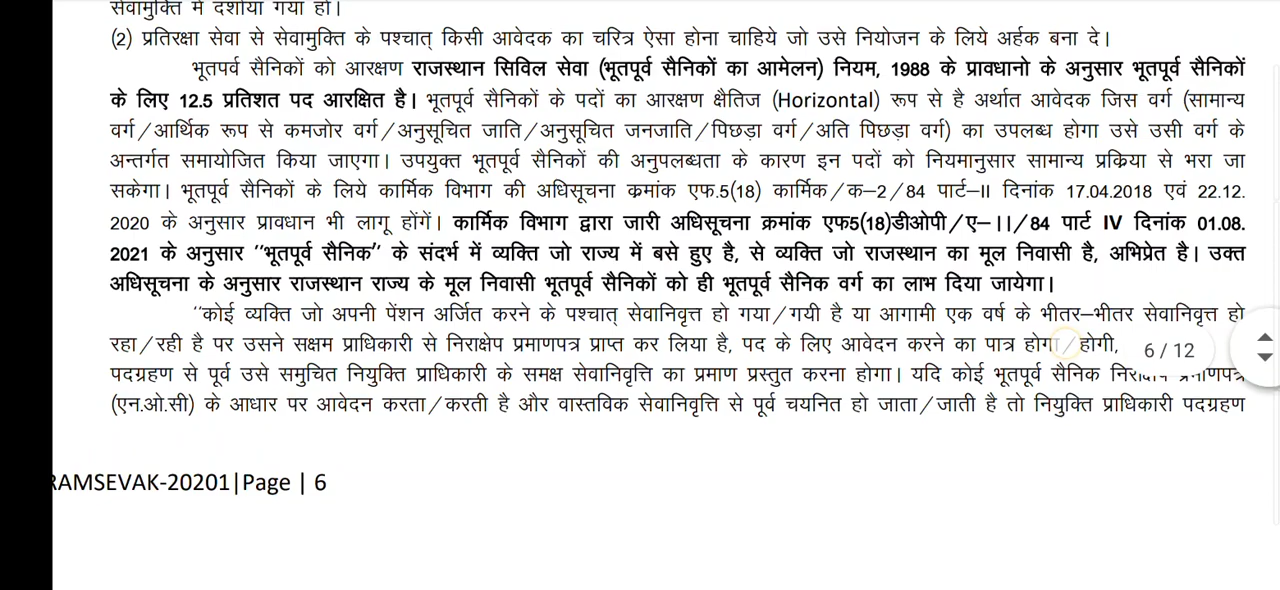 सेवामुक्ति में दर्शाया गया हो।
(2) प्रतिरक्षा सेवा से सेवामुक्ति के पश्चात् किसी आवेदक का चरित्र ऐसा होना चाहिये जो उसे नियोजन के लिये अर्हक बना दे।
भूतपर्व सैनिकों को आरक्षण राजस्थान सिविल सेवा (भूतपूर्व सैनिकों का आमेलन) नियम, 1988 के प्रावधानो के अनुसार भूतपूर्व सैनिकों
के लिए 12.5 प्रतिशत पद आरक्षित है। भूतपूर्व सैनिकों के पदों का आरक्षण क्षैतिज (Horizontal) रूप से है अर्थात आवेदक जिस वर्ग (सामान्य
वर्ग/आर्थिक रूप से कमजोर वर्ग/अनुसूचित जाति/अनुसूचित जनजाति/पिछड़ा वर्ग/अति पिछड़ा वर्ग) का उपलब्ध होगा उसे उसी वर्ग के
अन्तर्गत समायोजित किया जाएगा। उपयुक्त भूतपूर्व सैनिकों की अनुपलब्धता के कारण इन पदों को नियमानुसार सामान्य प्रक्रिया से भरा जा
सकेगा। भूतपूर्व सैनिकों के लिये कार्मिक विभाग की अधिसूचना क्रमांक एफ.5(18) कार्मिक/क–2/84 पार्ट–II दिनांक 17.04.2018 एवं 22.12.
2020 के अनुसार प्रावधान भी लागू होंगें। कार्मिक विभाग द्वारा जारी अधिसूचना क्रमांक एफ5(18)डीओपी/ए–।।/84 पार्ट IV दिनांक 01.08.
2021 के अनुसार ''भूतपूर्व सैनिक'' के संदर्भ में व्यक्ति जो राज्य में बसे हुए है, से व्यक्ति जो राजस्थान का मूल निवासी है, अभिप्रेत है। उक्त
अधिसूचना के अनुसार राजस्थान राज्य के मूल निवासी भूतपूर्व सैनिकों को ही भूतपूर्व सैनिक वर्ग का लाभ दिया जायेगा।
''कोई व्यक्ति जो अपनी पेंशन अर्जित करने के पश्चात् सेवानिवृत्त हो गया/गयी है या आगामी एक वर्ष के भीतर–भीतर सेवानिवृत्त हो
रहा/रही है पर उसने सक्षम प्राधिकारी से निराक्षेप प्रमाणपत्र प्राप्त कर लिया है, पद के लिए आवेदन करने का पात्र होगा/होगी,
6/12
पदग्रहण से पूर्व उसे समुचित नियुक्ति प्राधिकारी के समक्ष सेवानिवृत्ति का प्रमाण प्रस्तुत करना होगा। यदि कोई भूतपूर्व सैनिक निराक्षेप प्रमाणपत्र
(एन.ओ.सी) के आधार पर आवेदन करता/करती है और वास्तविक सेवानिवृत्ति से पूर्व चयनित हो जाता/जाती है तो नियुक्ति प्राधिकारी पदग्रहण
RAMSEVAK-20201|Page | 6